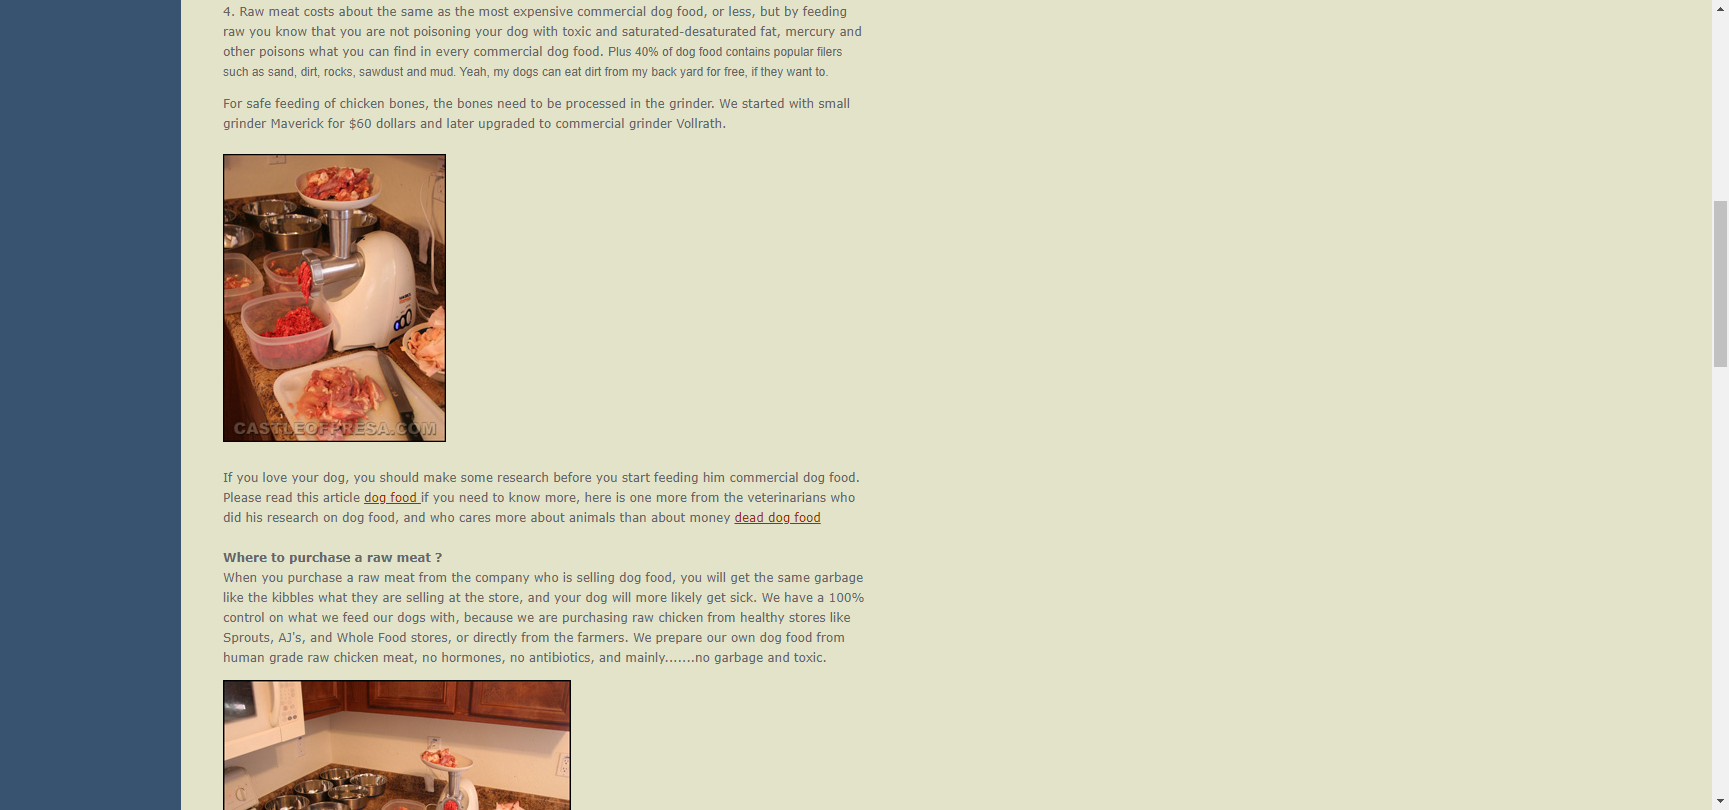 4. Raw meat costs about the same as the most expensive commercial dog food, or less, but by feeding
raw you know that you are not poisoning your dog with toxic and saturated-desaturated fat, mercury and
other poisons what you can find in every commercial dog food. Plus 40% of dog food contains popular filers
such as sand, dirt, rocks, sawdust and mud. Yeah, my dogs can eat dirt from my back yard for free, if they want to.
For safe feeding of chicken bones, the bones need to be processed in the grinder. We started with small
grinder Maverick for $60 dollars and later upgraded to commercial grinder Vollrath.
CASTLEOFPRESA.COM
If you love your dog, you should make some research before you start feeding him commercial dog food.
Please read this article dog food if you need to know more, here is one more from the veterinarians who
did his research on dog food, and who cares more about animals than about money dead dog food
Where to purchase a raw meat ?
When you purchase a raw meat from the company who is selling dog food, you will get the same garbage
like the kibbles what they are selling at the store, and your dog will more likely get sick. We have a 100%
control on what we feed our dogs with, because we are purchasing raw chicken from healthy stores like
Sprouts, AJ's, and Whole Food stores, or directly from the farmers. We prepare our own dog food from
human grade raw chicken meat, no hormones, no antibiotics, and mainly.......no garbage and toxic.